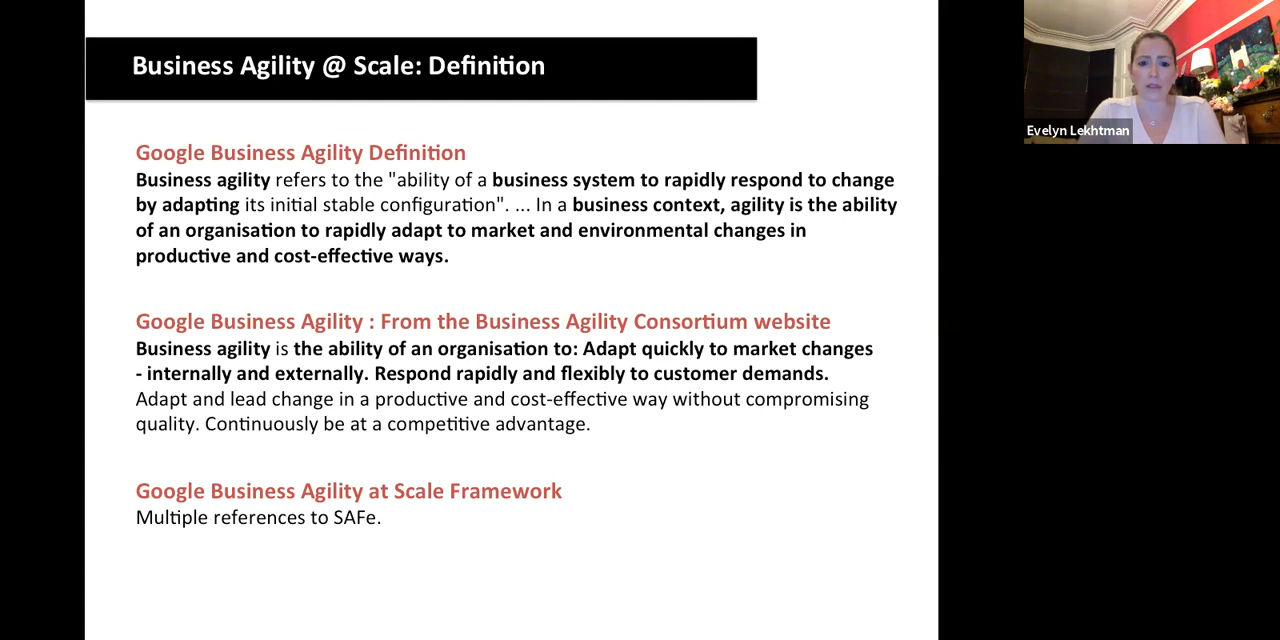 Business Agility @ Scale: Definition
Google Business Agility Definition
Business agility refers to the "ability of a business system to rapidly respond to change
by adapting its initial stable configuration". ... In a business context, agility is the ability
of an organisation to rapidly adapt to market and environmental changes in
productive and cost-effective ways.
Google Business Agility : From the Business Agility Consortium website
Business agility is the ability of an organisation to: Adapt quickly to market changes
- internally and externally. Respond rapidly and flexibly to customer demands.
Adapt and lead change in a productive and cost-effective way without compromising
quality. Continuously be at a competitive advantage.
Google Business Agility at Scale Framework
Multiple references to SAFe.
Evelyn Lekhtman